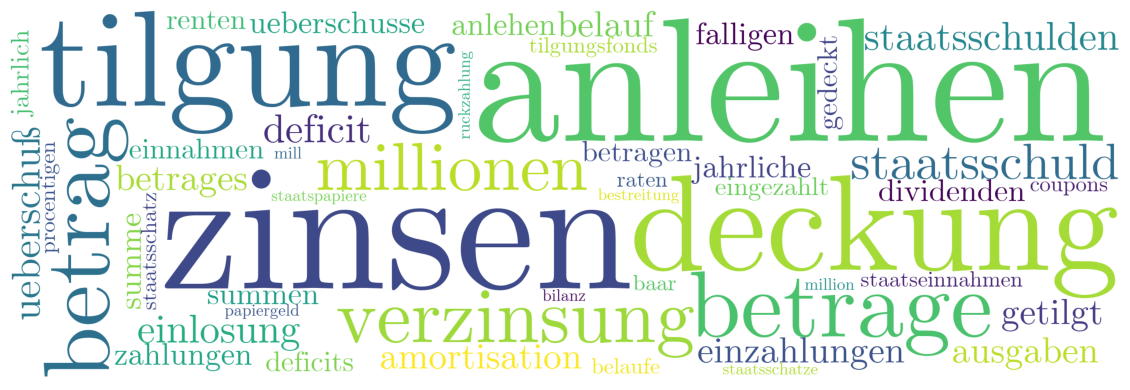 renten
ueberschusse
anlehen
belauf
falligen
staatsschulden
tilgungsfonds
jahrlich
tilgung
anleihen
gedeckt
ruckzahlung
deficit
einnahmen
mill
millionen
betragen
jahrliche
staatsschuld
ueberschuß
procentigen
betrag
betrages
raten
eingezahlt
dividenden
coupons
staatspapiere
bestreitung
summe
staatsschatz
zinsen
deckung
summen
papiergeld
bilanz
baar
million
staatseinnahmen
einlosung
verzinsung
betrage
getilgt
zahlungen
deficits
amortisation
belaufe
einzahlungen
ausgaben
staatsschatze